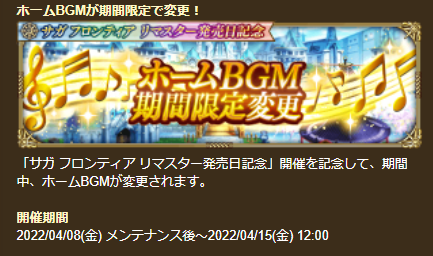 ホームBGMが期間限定で変更！
サガ フロンティア リマスター発売日記念
ホームBGM
期間限定変更
「サガ フロンティア リマスター発売日記念」開催を記念して、期間
中、ホームBGMが変更されます。
開催期間
2022/04/08(金) メンテナンス後～2022/04/15(金) 12:00